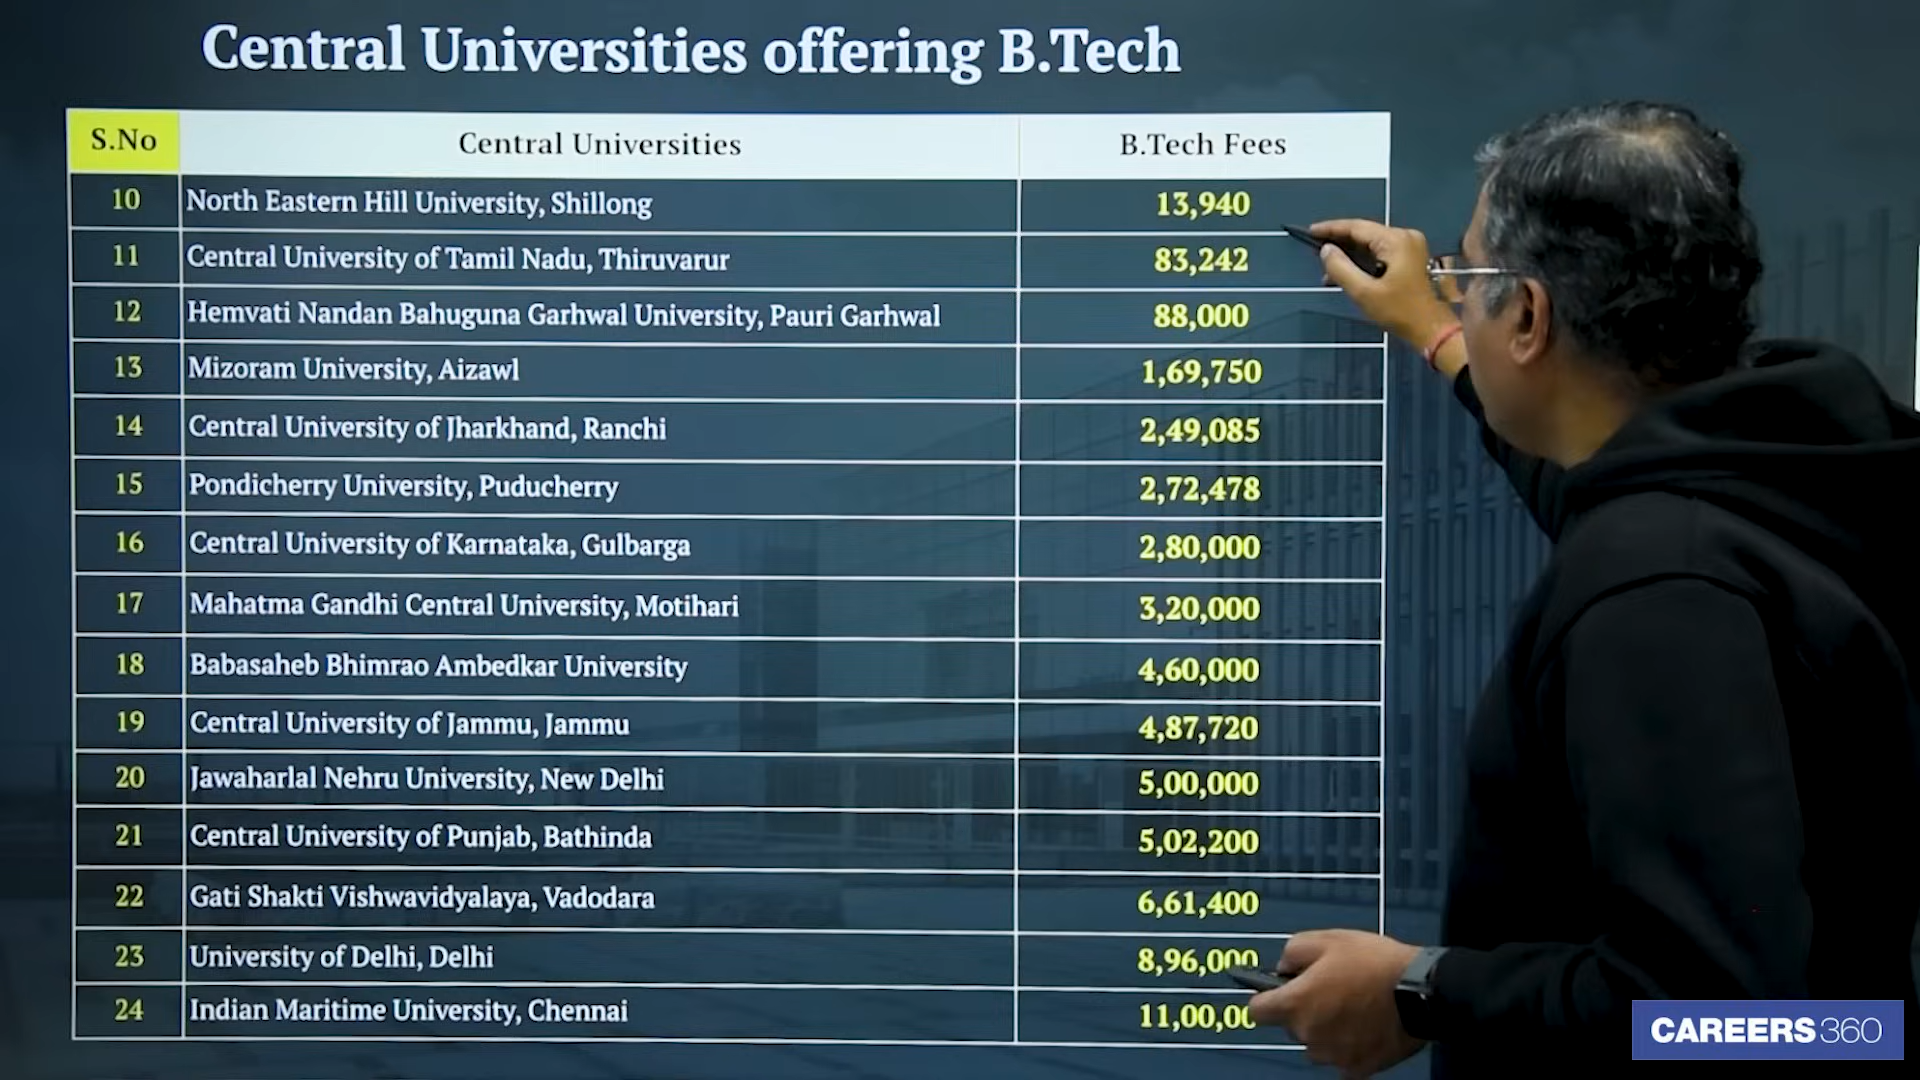 Central Universities offering B.Tech
S.No Central Universities B.Tech Fees
10 North Eastern Hill University, Shillong 13,940
11 Central University of Tamil Nadu, Thiruvarur 83,242
12 Hemvati Nandan Bahuguna Garhwal University, Pauri Garhwal 88,000
13 Mizoram University, Aizawl 1,69,750
14 Central University of Jharkhand, Ranchi 2,49,085
15 Pondicherry University, Puducherry 2,72,478
16 Central University of Karnataka, Gulbarga 2,80,000
17 Mahatma Gandhi Central University, Motihari 3,20,000
18 Babasaheb Bhimrao Ambedkar University 4,60,000
19 Central University of Jammu, Jammu 4,87,720
20 Jawaharlal Nehru University, New Delhi 5,00,000
21 Central University of Punjab, Bathinda 5,02,200
22 Gati Shakti Vishwavidyalaya, Vadodara 6,61,400
23 University of Delhi, Delhi 8,96,000
24 Indian Maritime University, Chennai
CAREERS360